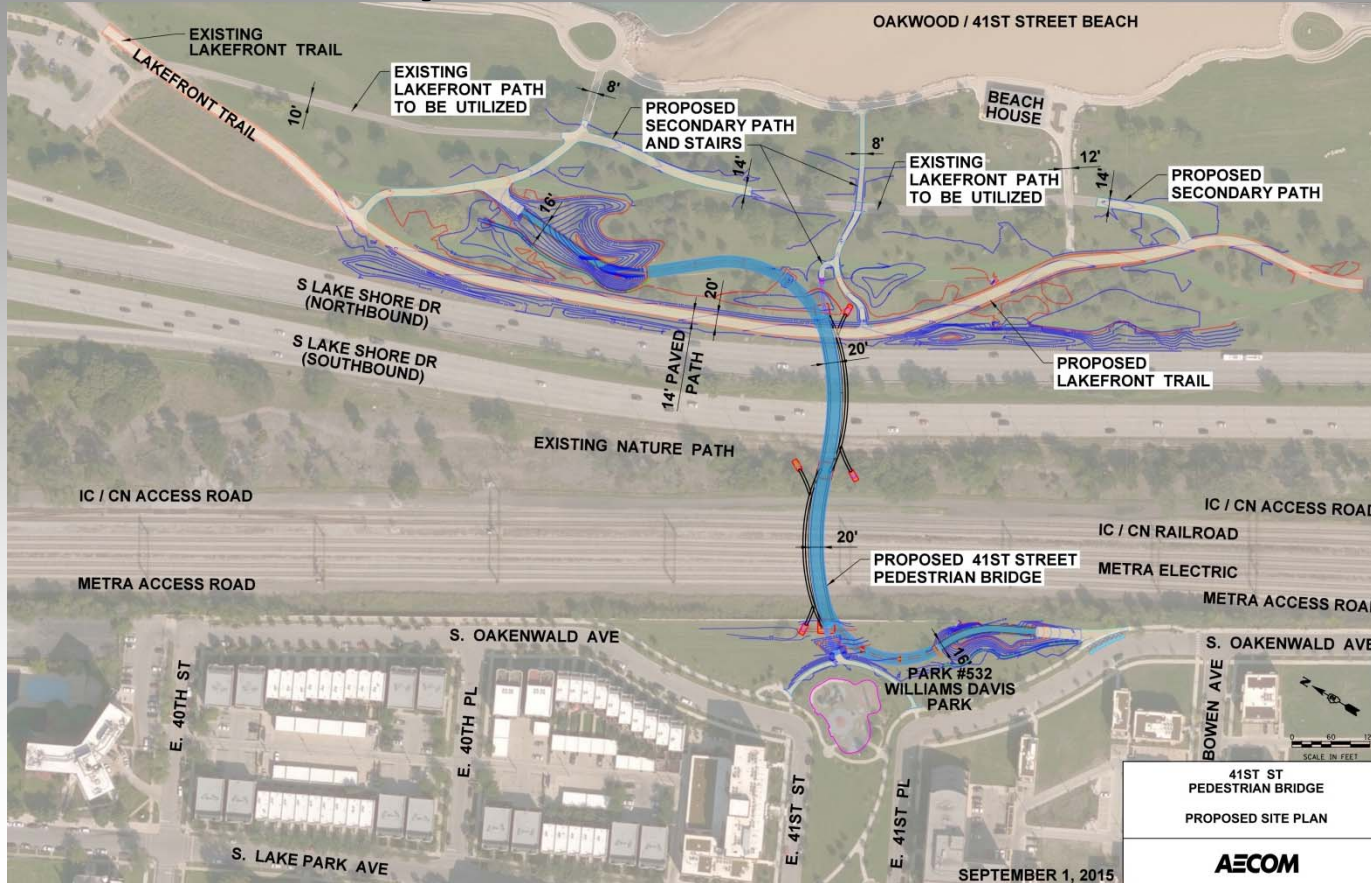 OAKWOOD / 41ST STREET BEACH
EXISTING
LAKEFRONT TRAIL
LAKEFRONT TRAIL
EXISTING
LAKEFRONT PATH
TO BE UTILIZED
10'
8'
PROPOSED
SECONDARY PATH
AND STAIRS
BEACH
HOUSE
8'
14'
EXISTING
LAKEFRONT PATH
TO BE UTILIZED
12'
14'
PROPOSED
SECONDARY PATH
16'
S LAKE SHORE DR
(NORTHBOUND)
20'
S LAKE SHORE DR
(SOUTHBOUND)
14' PAVED
PATH
20'
PROPOSED
LAKEFRONT TRAIL
EXISTING NATURE PATH
IC / CN ACCESS ROAD
IC / CN ACCESS ROAD
IC / CN RAILROAD
20'
PROPOSED 41ST STREET
PEDESTRIAN BRIDGE
METRA ELECTRIC
METRA ACCESS ROAD
METRA ACCESS ROAD
S. OAKENWALD AVE
S. OAKENWALD AVE
16'
PARK #532
WILLIAMS DAVIS
PARK
E. 40TH ST
E. 40TH PL
E. 41ST ST
E. 41ST PL
BOWEN AVE
N
0 60 12
SCALE IN FEET
S. LAKE PARK AVE
SEPTEMBER 1, 2015
41ST ST
PEDESTRIAN BRIDGE
PROPOSED SITE PLAN
AECOM